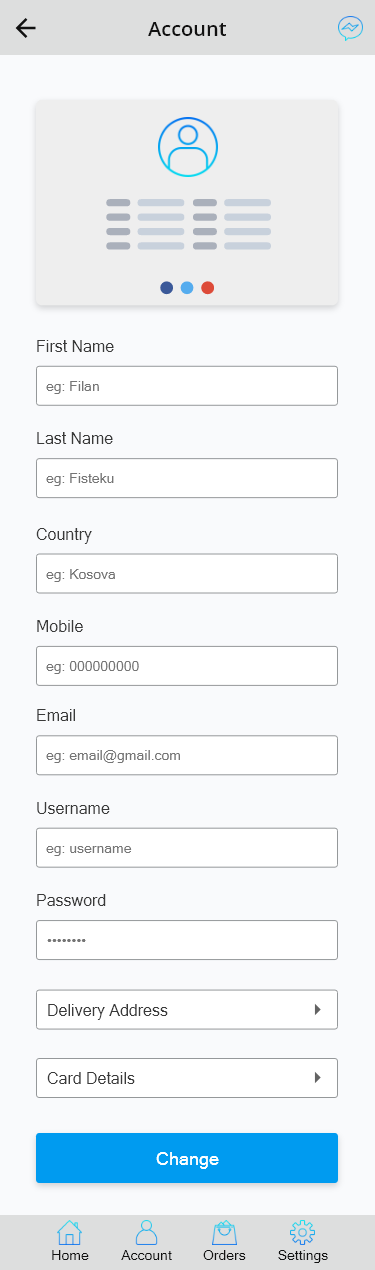 Account
First Name
eg: Filan
Last Name
eg: Fisteku
Country
eg: Kosova
Mobile
eg: 000000000
Email
eg: email@gmail.com
Username
eg: username
Password
••••••••
Delivery Address
Card Details
Change
Home Account Orders Settings